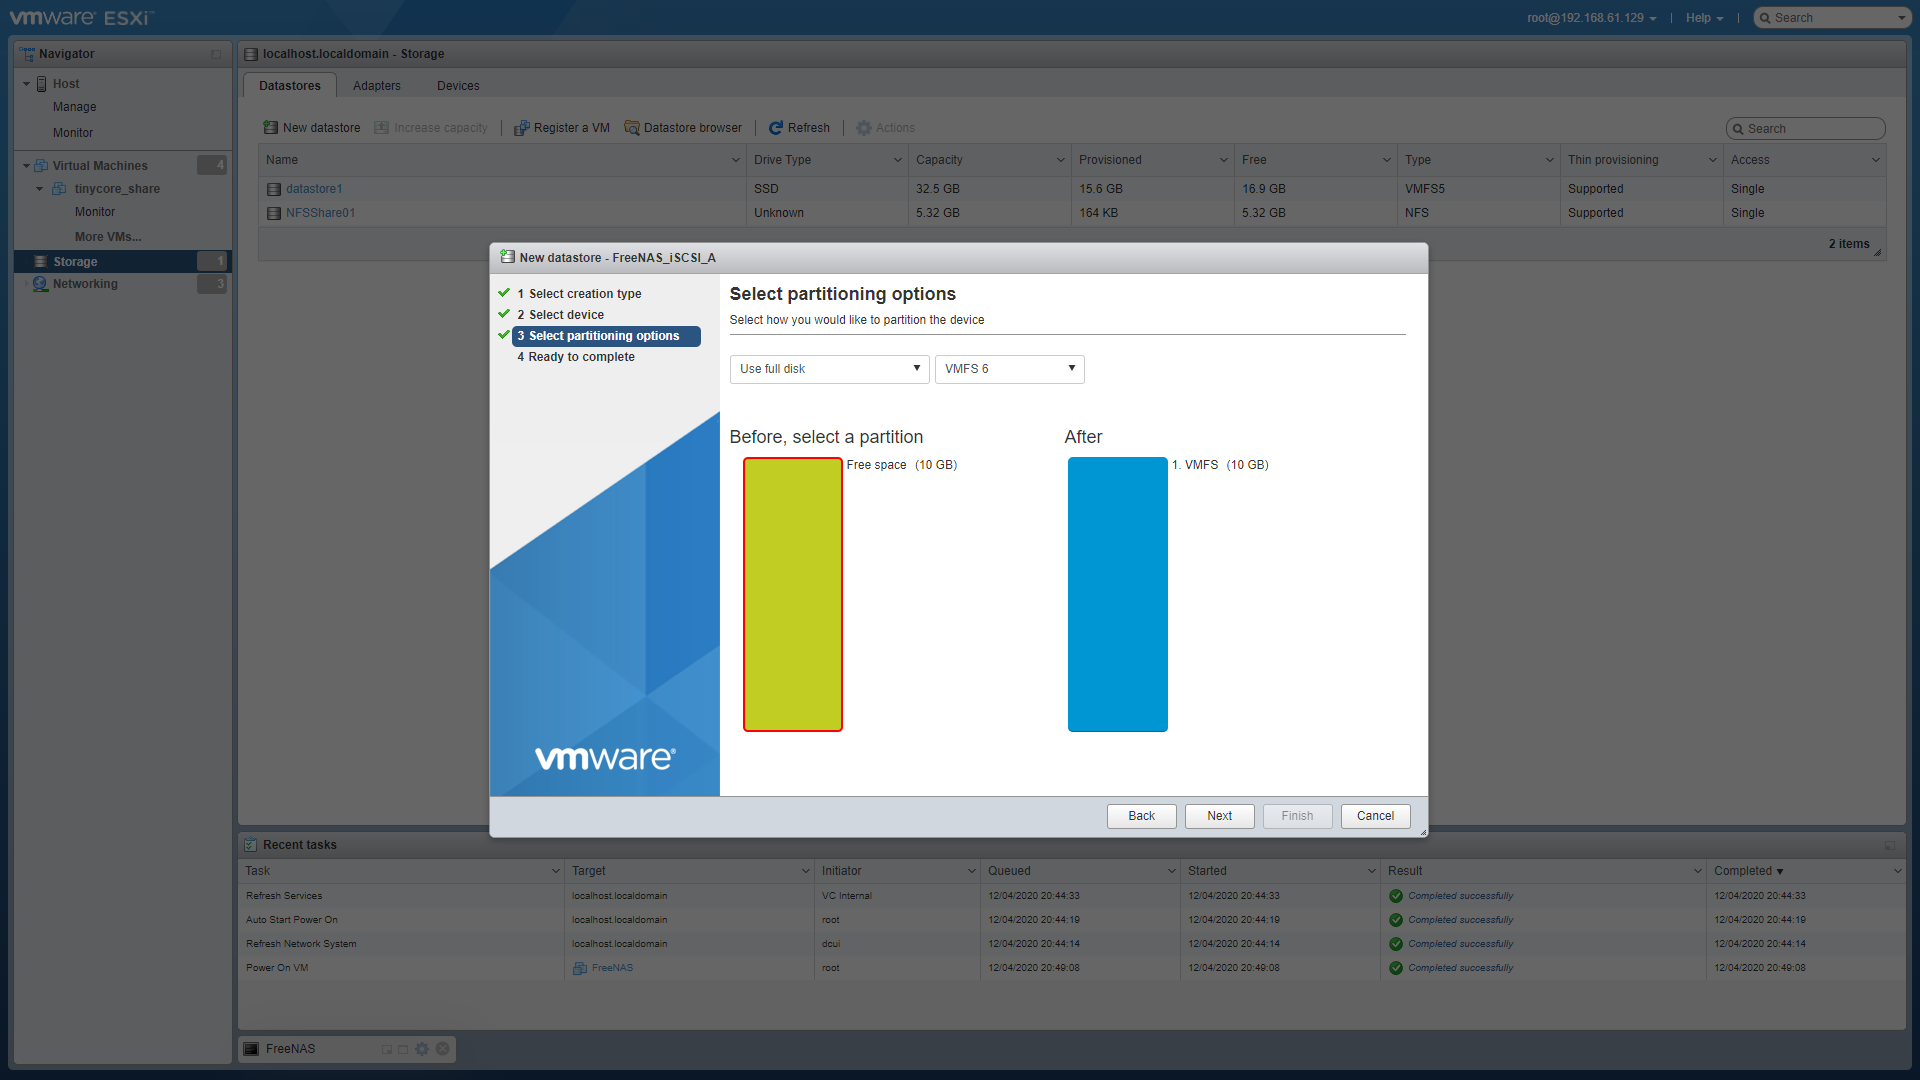 vmware® ESXi™
root@192.168.61.129 | Help | Search
Navigator
Host
Manage
Monitor
Virtual Machines 4
tinycore_share
Monitor
More VMs...
Storage 1
Networking 3
localhost.localdomain - Storage
Datastores Adapters Devices
New datastore Increase capacity | Register a VM Datastore browser | Refresh | Actions
Search
Name Drive Type Capacity Provisioned Free Type Thin provisioning Access
datastore1 SSD 32.5 GB 15.6 GB 16.9 GB VMFS5 Supported Single
NFSShare01 Unknown 5.32 GB 164 KB 5.32 GB NFS Supported Single
2 items
New datastore - FreeNAS_iSCSI_A
1 Select creation type
2 Select device
3 Select partitioning options
4 Ready to complete
vmware®
Select partitioning options
Select how you would like to partition the device
Use full disk VMFS 6
Before, select a partition After
Free space (10 GB) 1. VMFS (10 GB)
Back Next Finish Cancel
Recent tasks
Task Target Initiator Queued Started Result Completed
Refresh Services localhost.localdomain VC Internal 12/04/2020 20:44:33 12/04/2020 20:44:33 Completed successfully 12/04/2020 20:44:33
Auto Start Power On localhost.localdomain root 12/04/2020 20:44:19 12/04/2020 20:44:19 Completed successfully 12/04/2020 20:44:19
Refresh Network System localhost.localdomain dcui 12/04/2020 20:44:14 12/04/2020 20:44:14 Completed successfully 12/04/2020 20:44:14
Power On VM FreeNAS root 12/04/2020 20:49:08 12/04/2020 20:49:08 Completed successfully 12/04/2020 20:49:08
FreeNAS